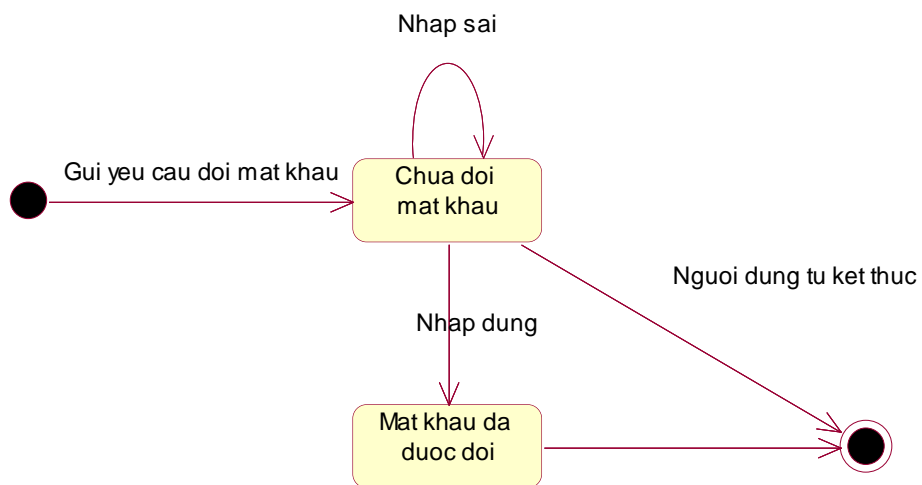 Nhap sai
Gui yeu cau doi mat khau
Chua doi
mat khau
Nguoi dung tu ket thuc
Nhap dung
Mat khau da
duoc doi